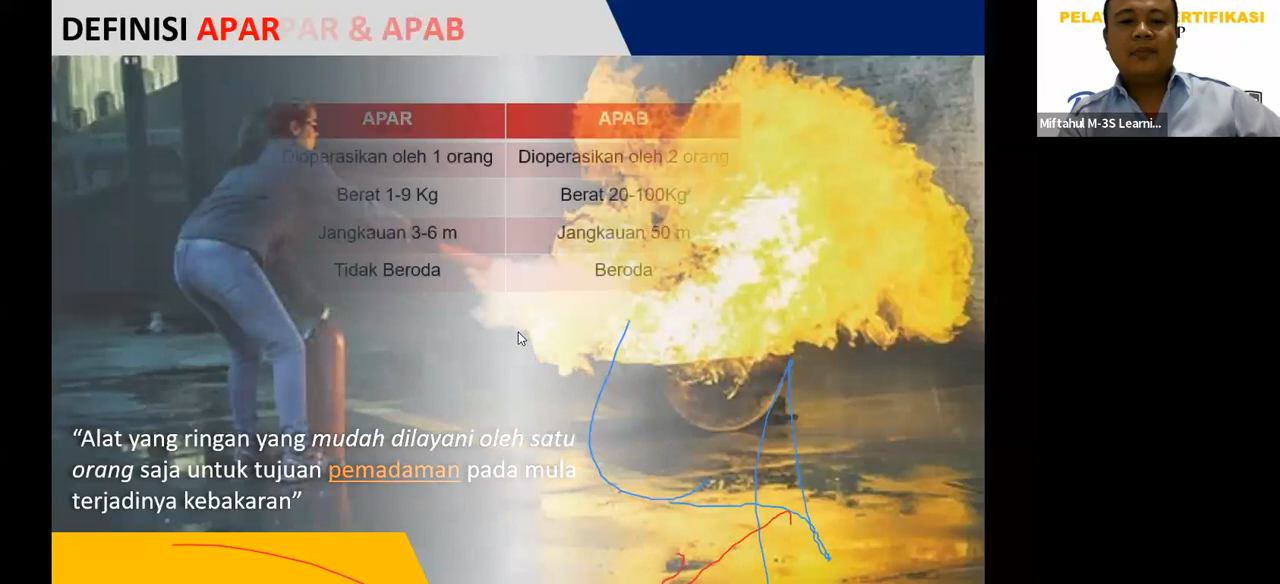 DEFINISI APAR PAR & APAB
APAR APAB
Dioperasikan oleh 1 orang Dioperasikan oleh 2 orang
Berat 1-9 Kg Berat 20-100Kg
Jangkauan 3-6 m Jangkauan 50 m
Tidak Beroda Beroda
“Alat yang ringan yang mudah dilayani oleh satu
orang saja untuk tujuan pemadaman pada mula
terjadinya kebakaran”
Miftahul M-3S Learni...